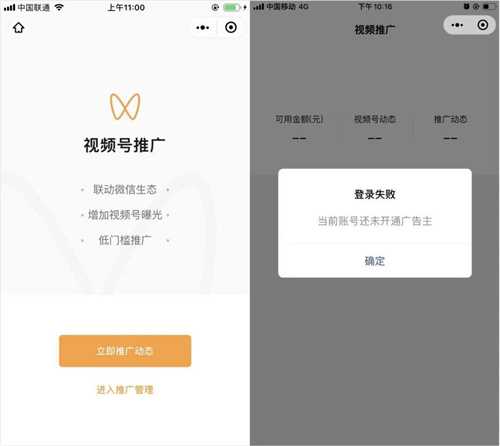 中国联通
上午11:00
视频号推广
联动微信生态
增加视频号曝光
低门槛推广
立即推广动态
进入推广管理
中国移动 4G
下午 10:16
视频推广
可用金额(元)
视频号动态
推广动态
--
--
--
登录失败
当前账号还未开通广告主
确定